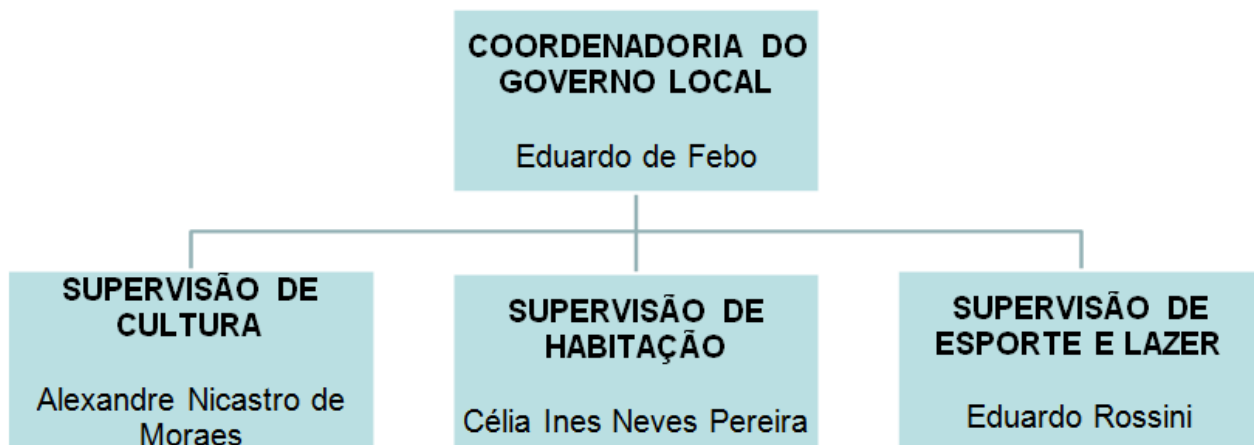 COORDENADORIA DO
GOVERNO LOCAL
Eduardo de Febo
SUPERVISÃO DE
CULTURA
Alexandre Nicastro de
Moraes
SUPERVISÃO DE
HABITAÇÃO
Célia Ines Neves Pereira
SUPERVISÃO DE
ESPORTE E LAZER
Eduardo Rossini